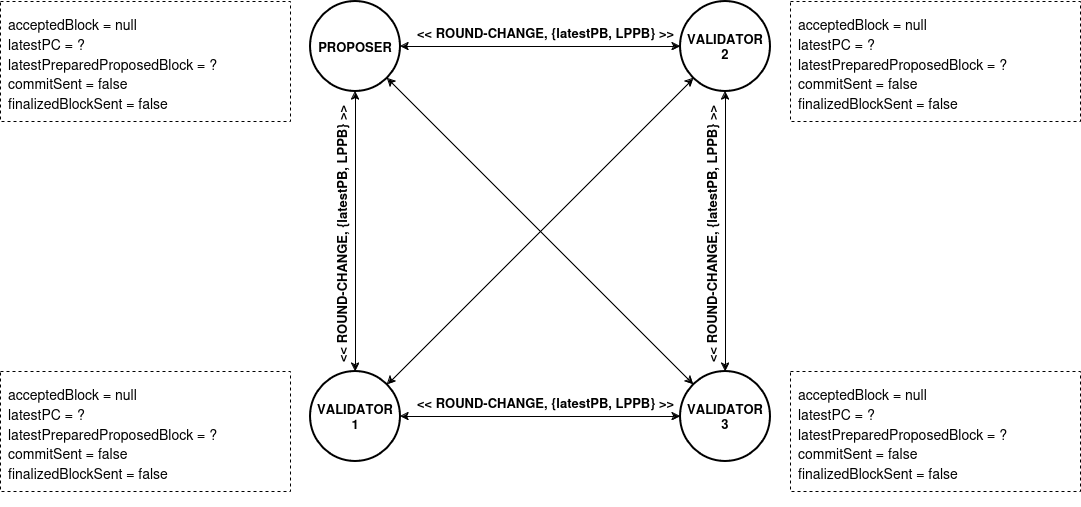 acceptedBlock = null
latestPC = ?
latestPreparedProposedBlock = ?
commitSent = false
finalizedBlockSent = false
PROPOSER
<< ROUND-CHANGE, {latestPB, LPPB} >>
VALIDATOR
2
acceptedBlock = null
latestPC = ?
latestPreparedProposedBlock = ?
commitSent = false
finalizedBlockSent = false
<< ROUND-CHANGE, {latestPB, LPPB} >>
<< ROUND-CHANGE, {latestPB, LPPB} >>
acceptedBlock = null
latestPC = ?
latestPreparedProposedBlock = ?
commitSent = false
finalizedBlockSent = false
VALIDATOR
1
<< ROUND-CHANGE, {latestPB, LPPB} >>
VALIDATOR
3
acceptedBlock = null
latestPC = ?
latestPreparedProposedBlock = ?
commitSent = false
finalizedBlockSent = false